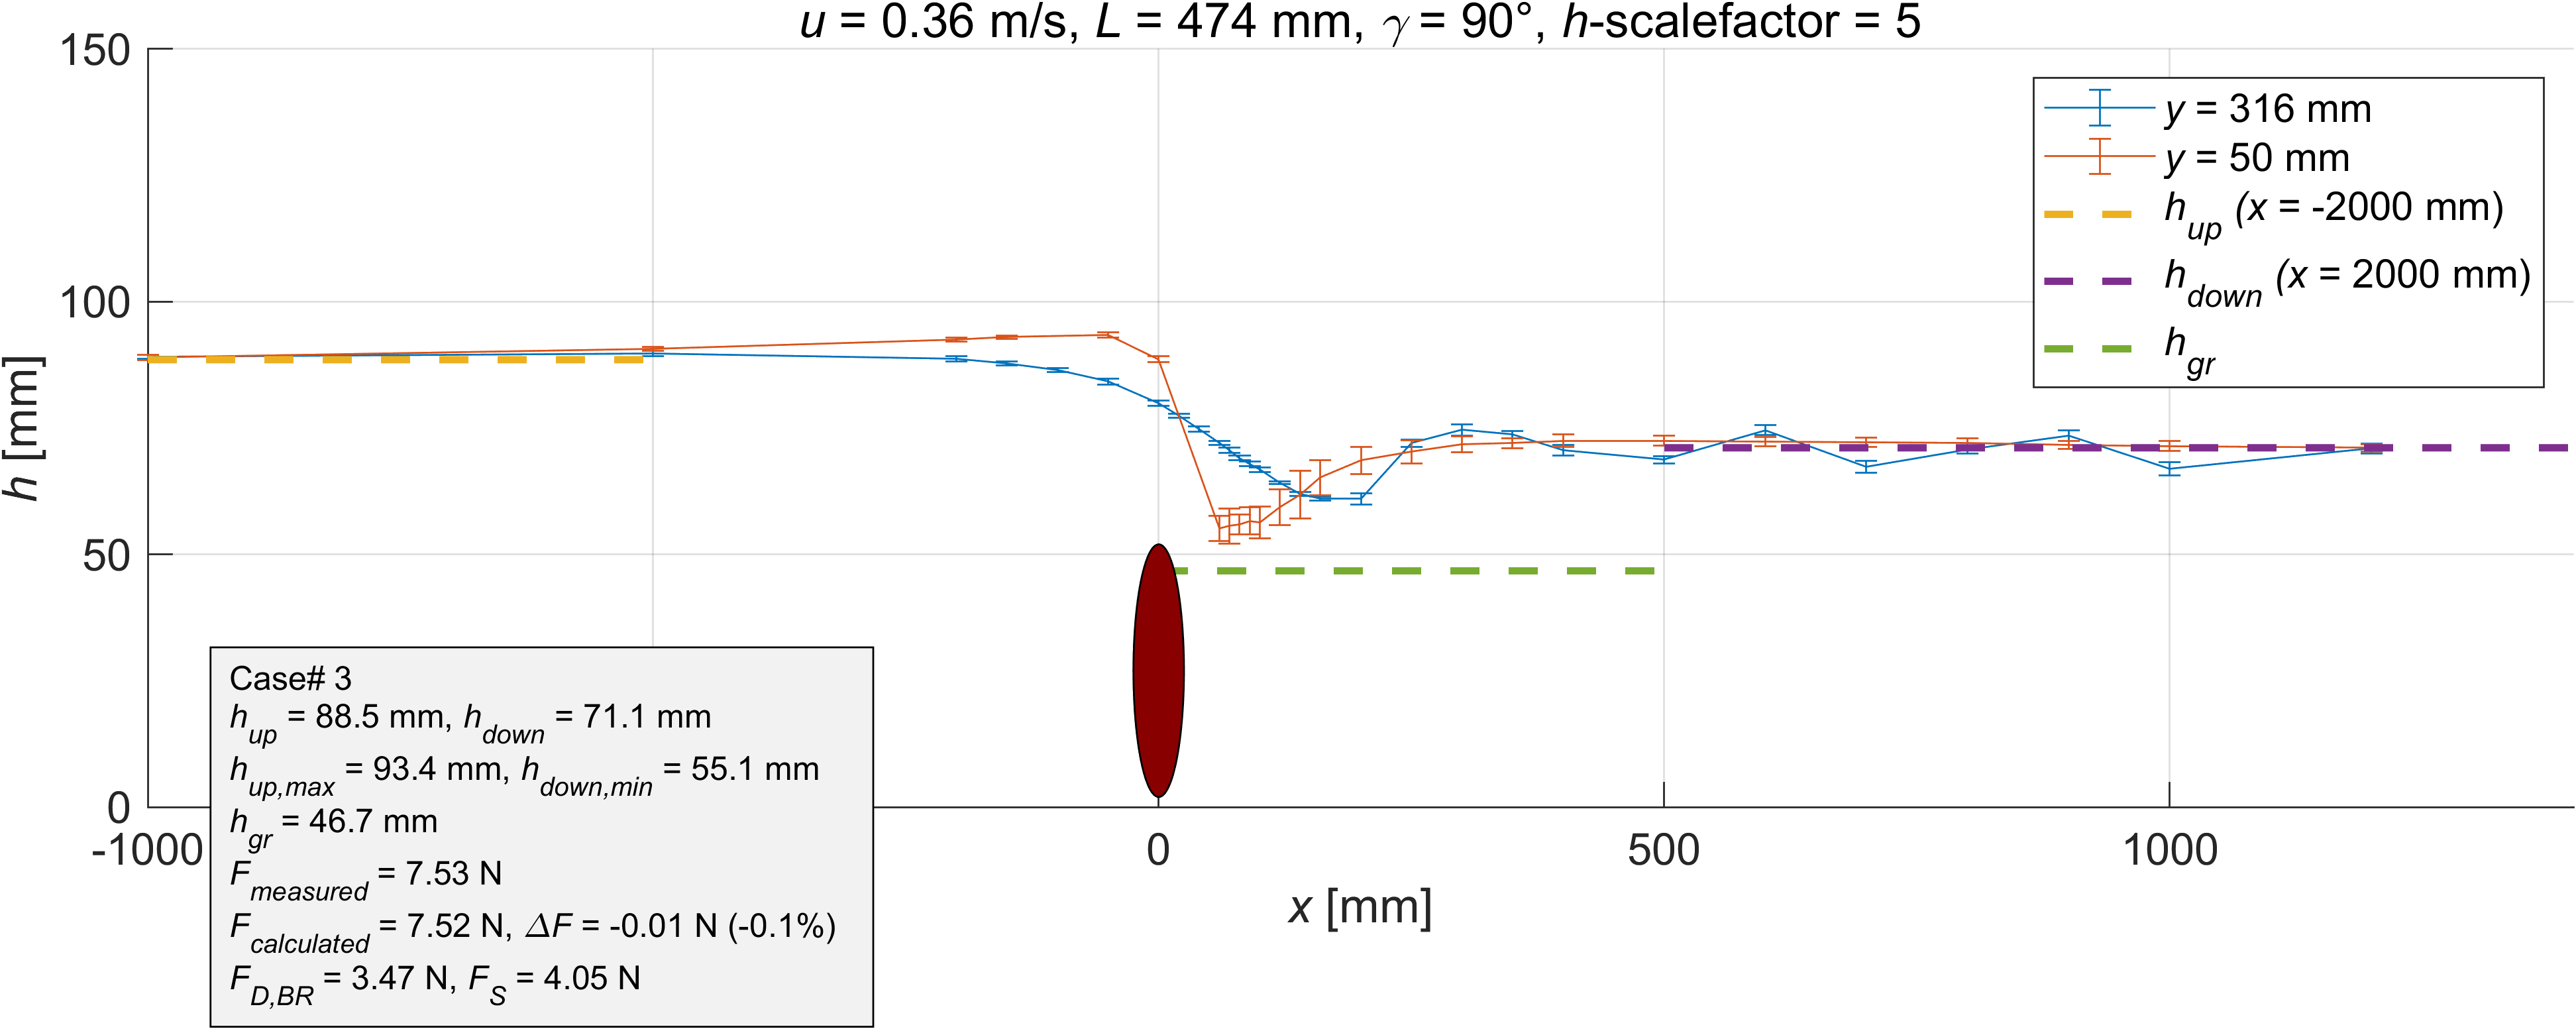 u = 0.36 m/s, L = 474 mm, γ = 90°, h-scalefactor = 5
150
100
50
0
h [mm]
-1000
0
500
1000
x [mm]
y = 316 mm
y = 50 mm
h_up (x = -2000 mm)
h_down (x = 2000 mm)
h_gr
Case# 3
h_up = 88.5 mm, h_down = 71.1 mm
h_up,max = 93.4 mm, h_down,min = 55.1 mm
h_gr = 46.7 mm
F_measured = 7.53 N
F_calculated = 7.52 N, ΔF = -0.01 N (-0.1%)
F_D,BR = 3.47 N, F_S = 4.05 N